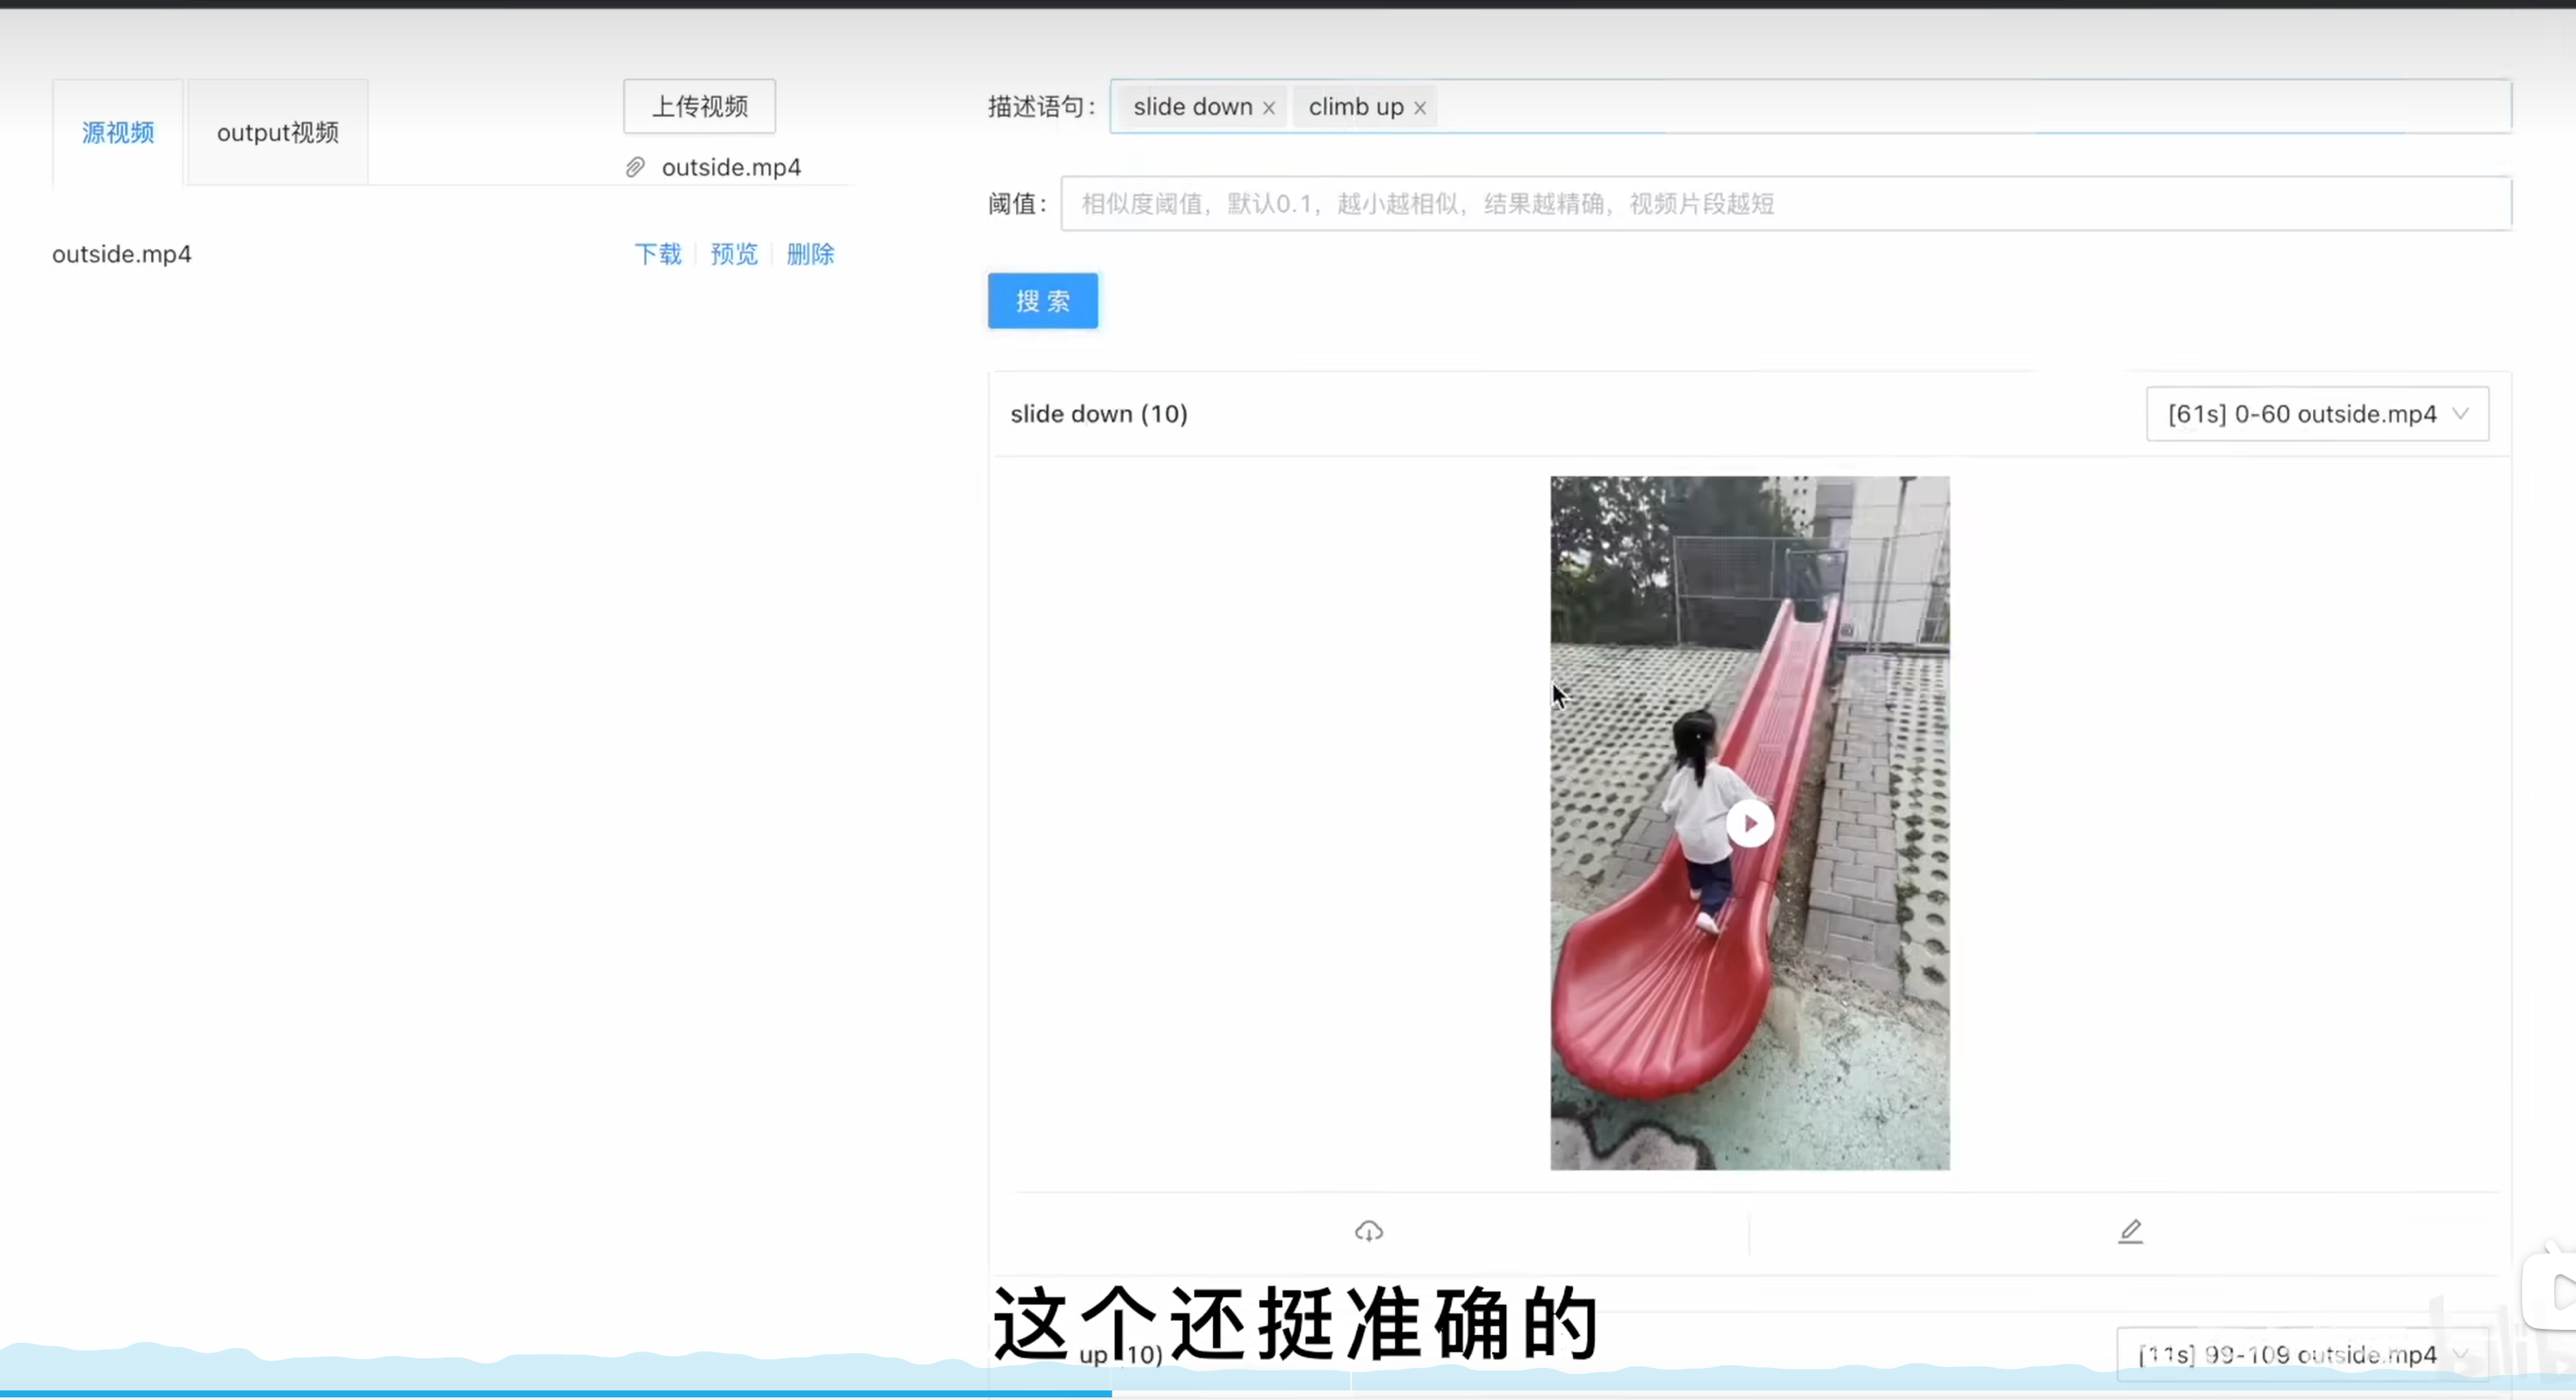 源视频
output视频
上传视频
outside.mp4
outside.mp4
下载 预览 删除
描述语句：
slide down ×
climb up ×
阈值：
相似度阈值，默认0.1，越小越相似，结果越精确，视频片段越短
搜 索
slide down (10)
[61s] 0-60 outside.mp4
这个还挺准确的
up (10)
[11s] 99-109 outside.mp4